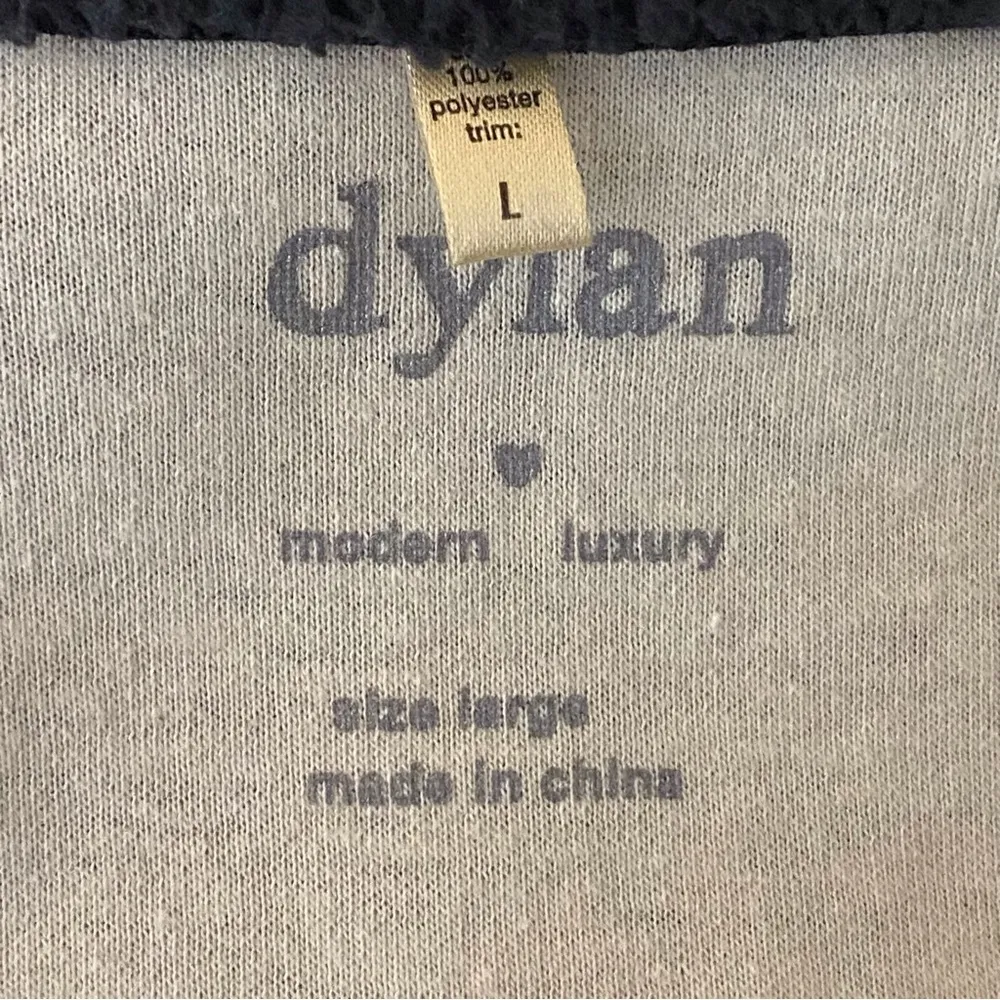 100%
polyester
trim:
L
dylan
modern luxury
size large
made in china